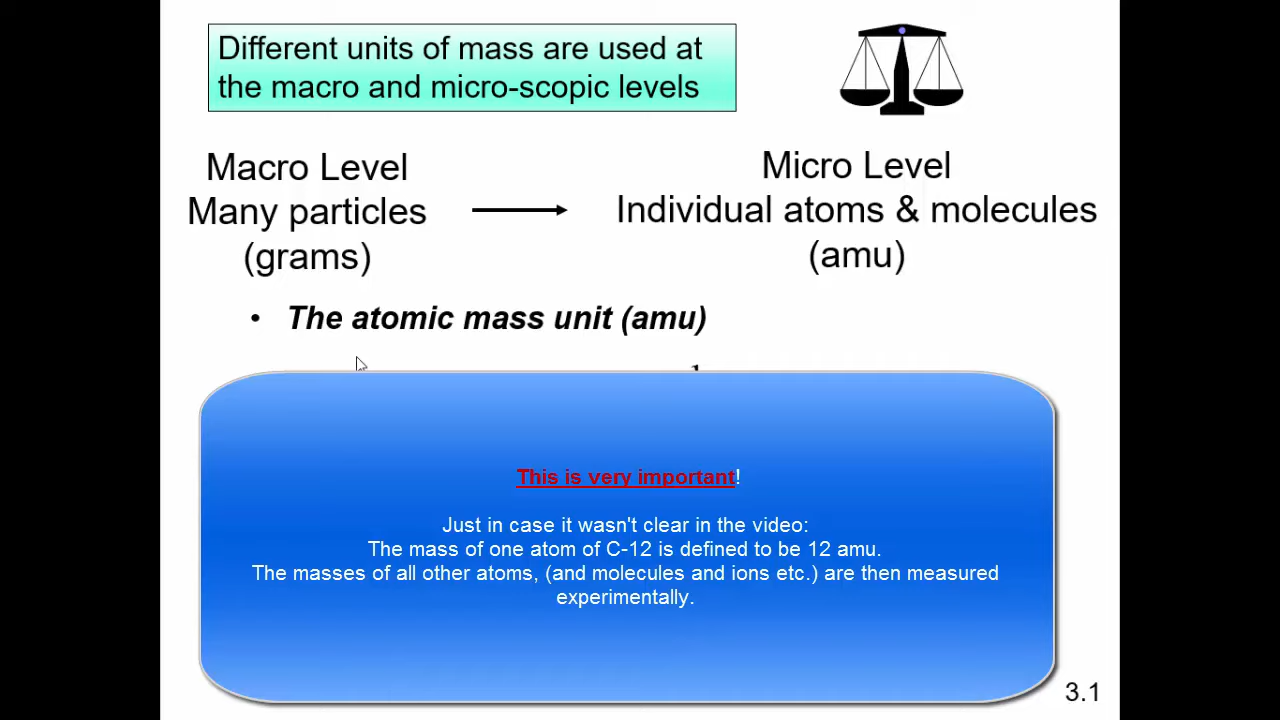 Different units of mass are used at
the macro and micro-scopic levels
Macro Level
Many particles
(grams)
Micro Level
Individual atoms & molecules
(amu)
• The atomic mass unit (amu)
This is very important!
Just in case it wasn't clear in the video:
The mass of one atom of C-12 is defined to be 12 amu.
The masses of all other atoms, (and molecules and ions etc.) are then measured
experimentally.
3.1